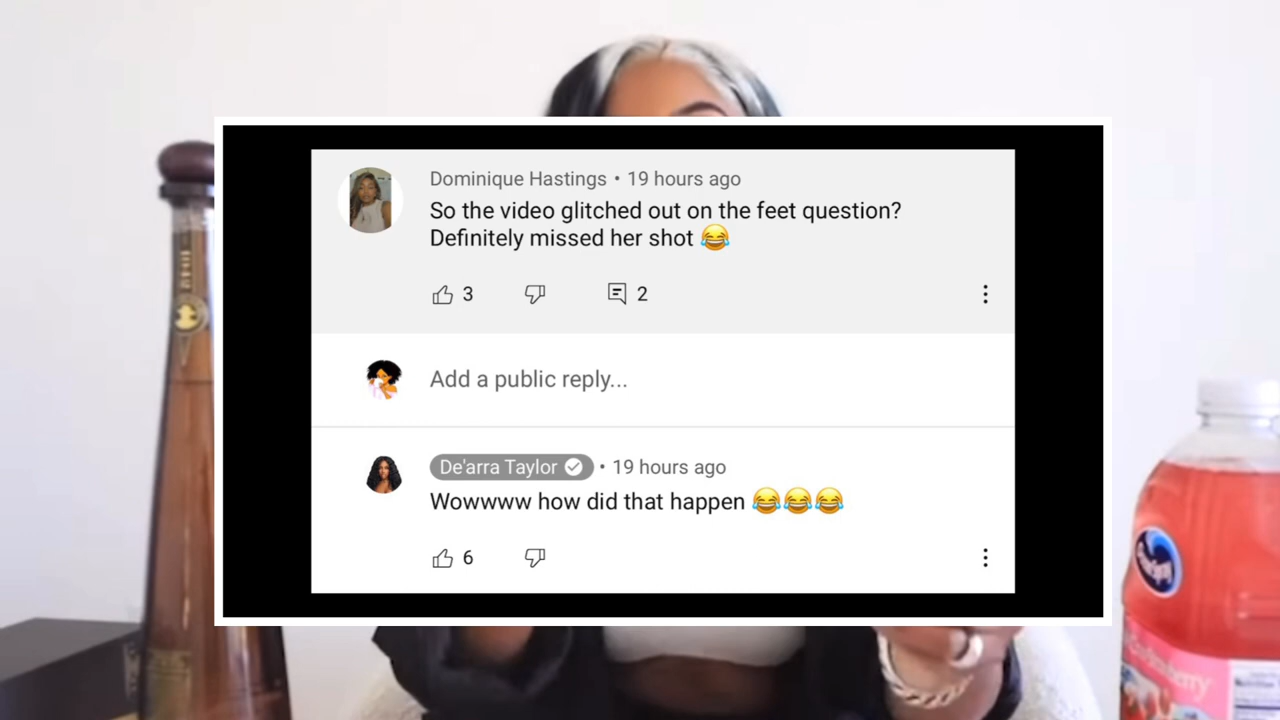 Dominique Hastings • 19 hours ago
So the video glitched out on the feet question?
Definitely missed her shot 😂
3
2
Add a public reply...
De'arra Taylor • 19 hours ago
Wowwww how did that happen 😂😂😂
6